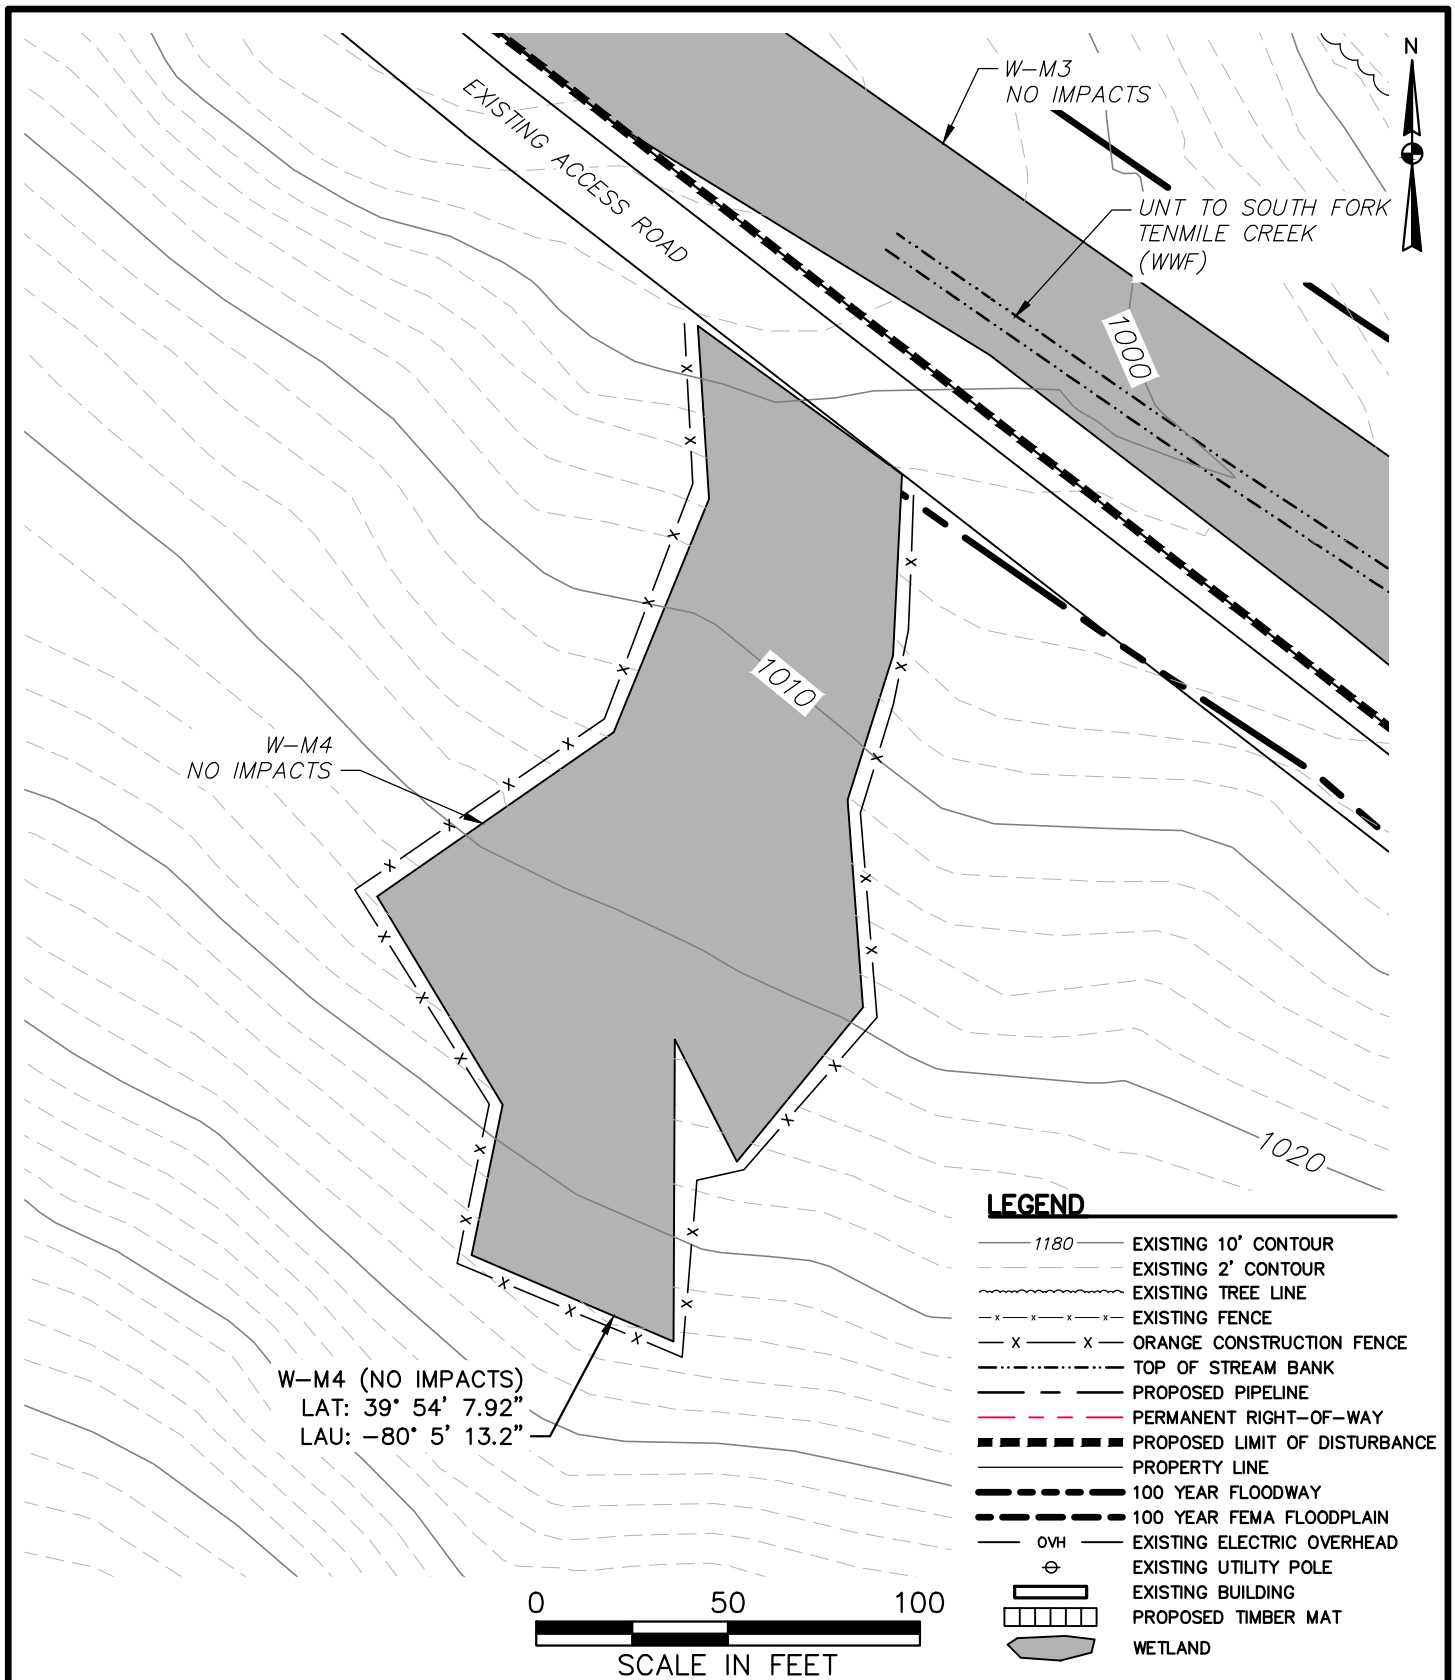 N
W-M3
NO IMPACTS
EXISTING ACCESS ROAD
UNT TO SOUTH FORK
TENMILE CREEK
(WWF)
1000
1010
W-M4
NO IMPACTS
1020
W-M4 (NO IMPACTS)
LAT: 39° 54' 7.92"
LAU: -80° 5' 13.2"
LEGEND
1180 EXISTING 10' CONTOUR
EXISTING 2' CONTOUR
EXISTING TREE LINE
x x x x EXISTING FENCE
X X ORANGE CONSTRUCTION FENCE
TOP OF STREAM BANK
PROPOSED PIPELINE
PERMANENT RIGHT-OF-WAY
PROPOSED LIMIT OF DISTURBANCE
PROPERTY LINE
100 YEAR FLOODWAY
100 YEAR FEMA FLOODPLAIN
OVH EXISTING ELECTRIC OVERHEAD
EXISTING UTILITY POLE
EXISTING BUILDING
PROPOSED TIMBER MAT
WETLAND
0 50 100
SCALE IN FEET